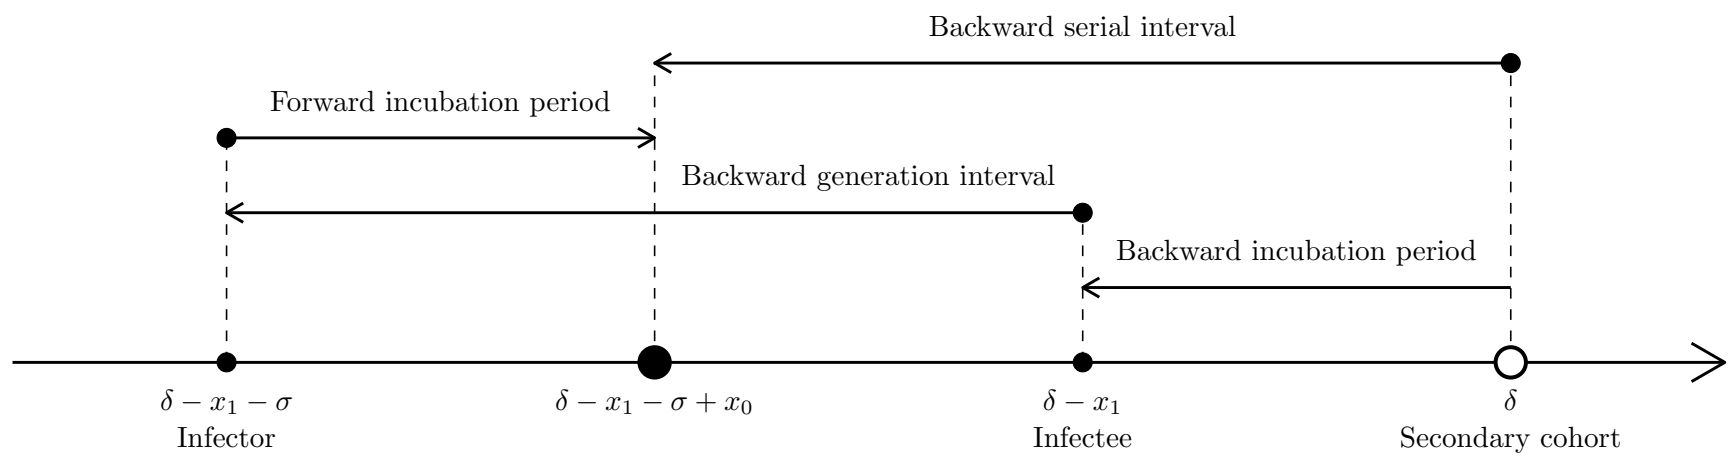 Backward serial interval
Forward incubation period
Backward generation interval
Backward incubation period
δ − x₁ − σ
δ − x₁ − σ + x₀
δ − x₁
δ
Infector
Infectee
Secondary cohort